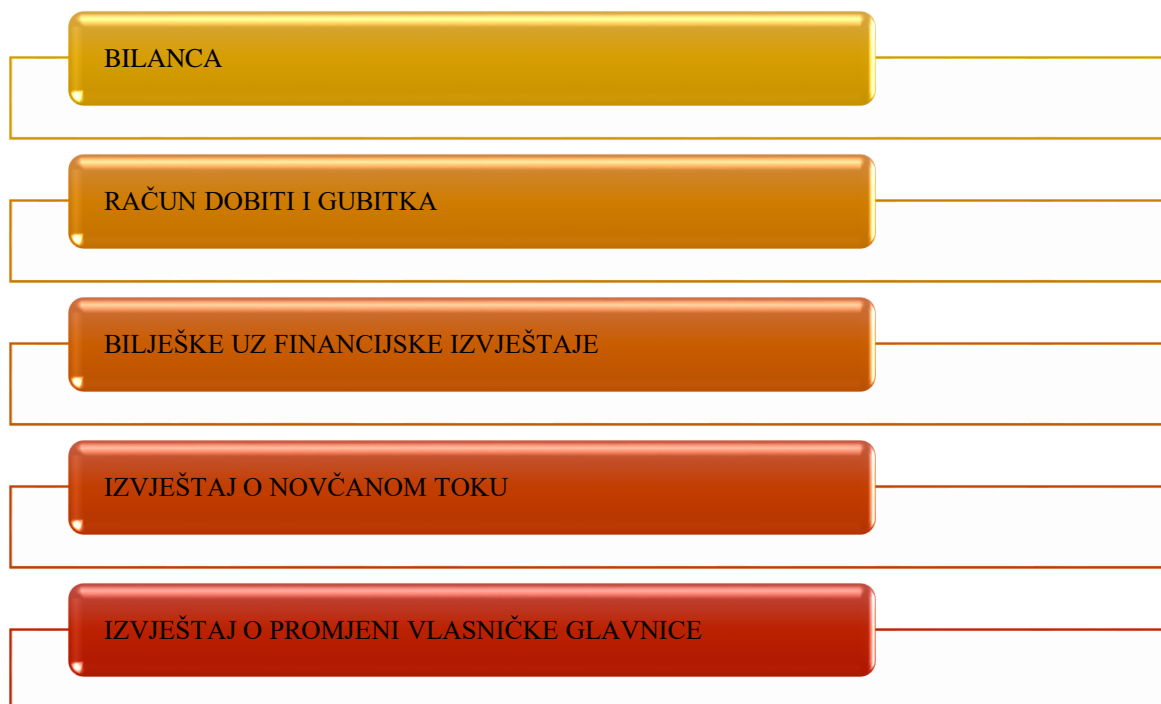 BILANCA
RAČUN DOBITI I GUBITKA
BILJEŠKE UZ FINANCIJSKE IZVJEŠTAJE
IZVJEŠTAJ O NOVČANOM TOKU
IZVJEŠTAJ O PROMJENI VLASNIČKE GLAVNICE